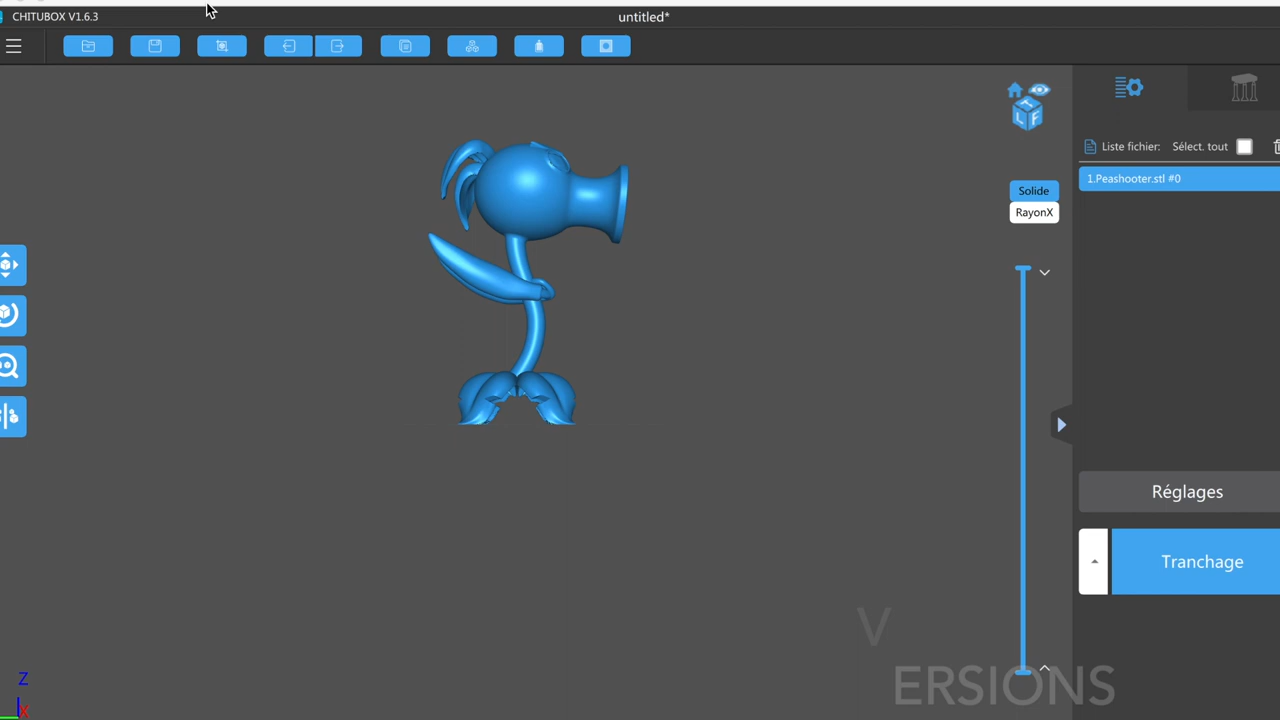 CHITUBOX V1.6.3
untitled*
T
L F
Liste fichier: Sélect. tout
1.Peashooter.stl #0
Solide
RayonX
Réglages
Tranchage
V
ERSIONS
Z
X